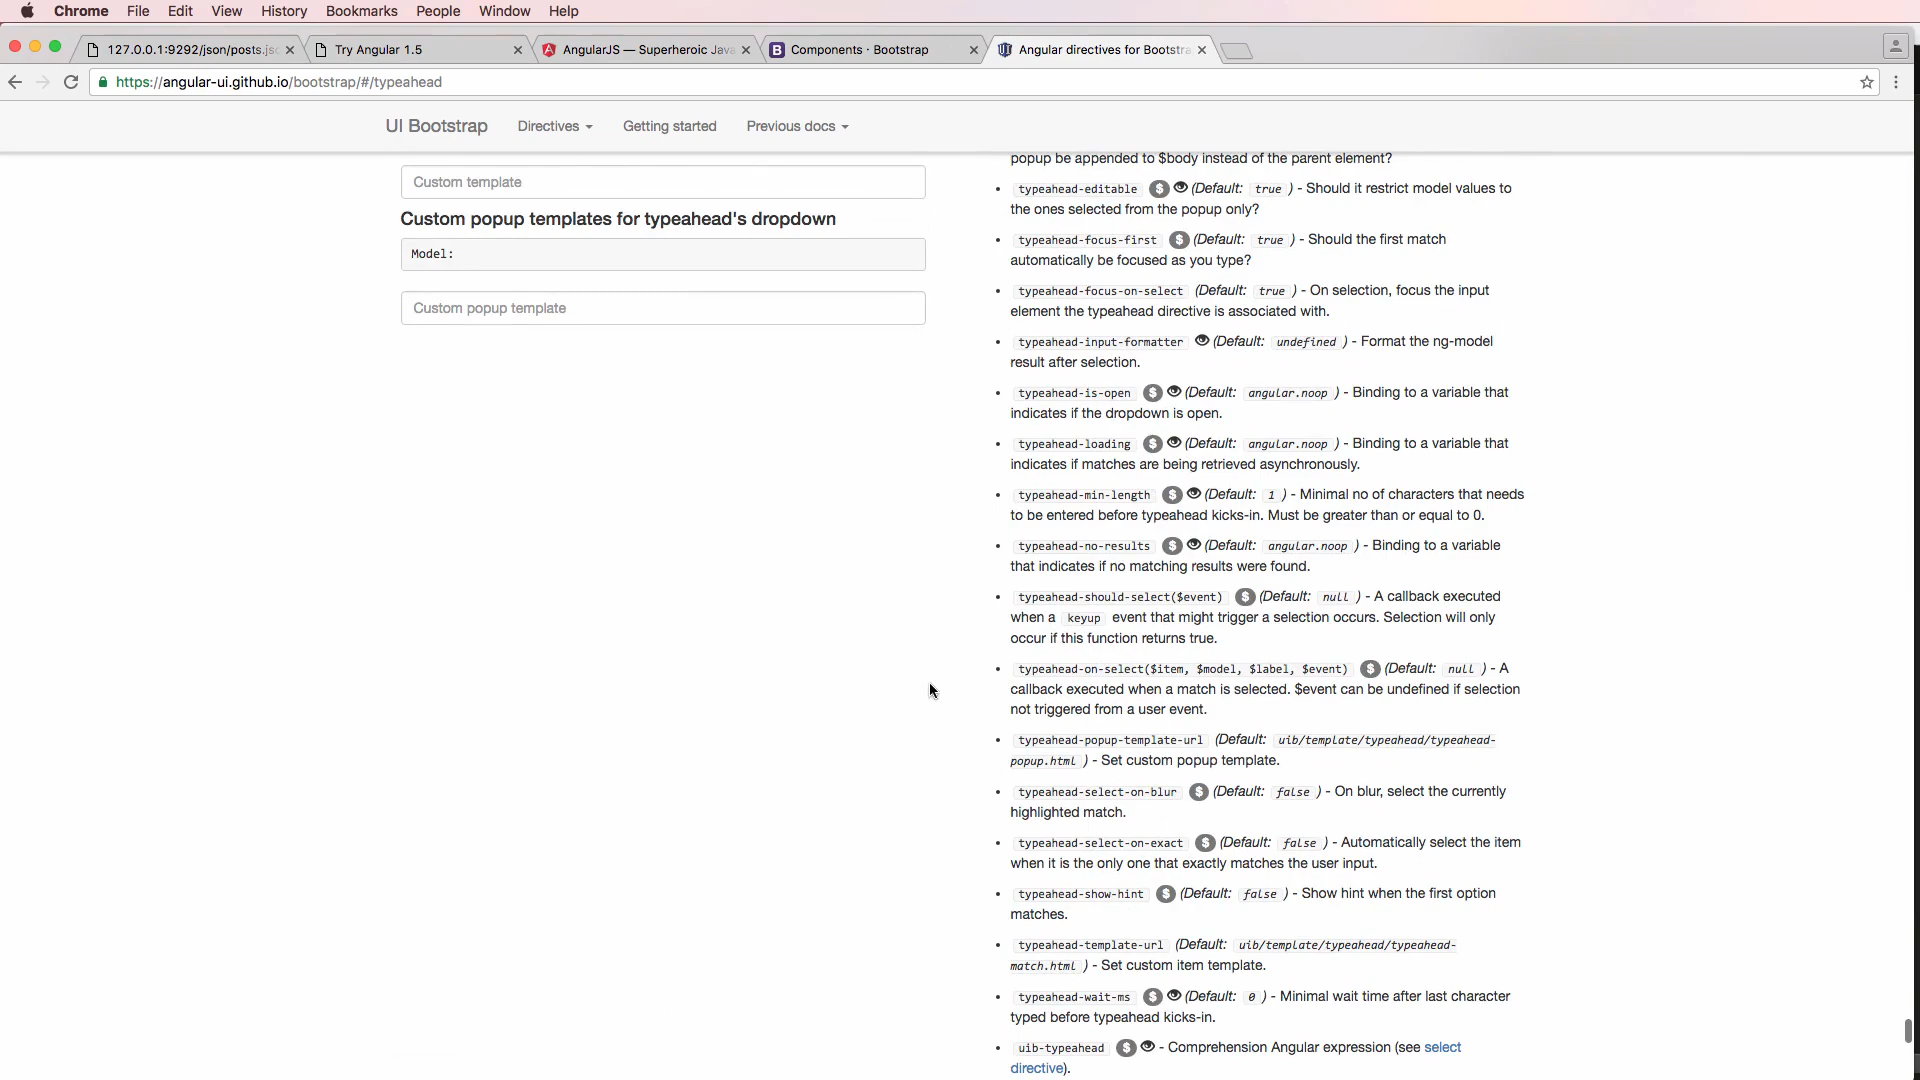 Chrome File Edit View History Bookmarks People Window Help
127.0.0.1:9292/json/posts.js
Try Angular 1.5
AngularJS — Superheroic Java
Components · Bootstrap
Angular directives for Bootstra
https://angular-ui.github.io/bootstrap/#/typeahead
UI Bootstrap Directives Getting started Previous docs
Custom template
Custom popup templates for typeahead's dropdown
Model:
Custom popup template
popup be appended to $body instead of the parent element?
typeahead-editable $ (Default: true ) - Should it restrict model values to
the ones selected from the popup only?
typeahead-focus-first $ (Default: true ) - Should the first match
automatically be focused as you type?
typeahead-focus-on-select (Default: true ) - On selection, focus the input
element the typeahead directive is associated with.
typeahead-input-formatter (Default: undefined ) - Format the ng-model
result after selection.
typeahead-is-open $ (Default: angular.noop ) - Binding to a variable that
indicates if the dropdown is open.
typeahead-loading $ (Default: angular.noop ) - Binding to a variable that
indicates if matches are being retrieved asynchronously.
typeahead-min-length $ (Default: 1 ) - Minimal no of characters that needs
to be entered before typeahead kicks-in. Must be greater than or equal to 0.
typeahead-no-results $ (Default: angular.noop ) - Binding to a variable
that indicates if no matching results were found.
typeahead-should-select($event) $ (Default: null ) - A callback executed
when a keyup event that might trigger a selection occurs. Selection will only
occur if this function returns true.
typeahead-on-select($item, $model, $label, $event) $ (Default: null ) - A
callback executed when a match is selected. $event can be undefined if selection
not triggered from a user event.
typeahead-popup-template-url (Default: uib/template/typeahead/typeahead-
popup.html ) - Set custom popup template.
typeahead-select-on-blur $ (Default: false ) - On blur, select the currently
highlighted match.
typeahead-select-on-exact $ (Default: false ) - Automatically select the item
when it is the only one that exactly matches the user input.
typeahead-show-hint $ (Default: false ) - Show hint when the first option
matches.
typeahead-template-url (Default: uib/template/typeahead/typeahead-
match.html ) - Set custom item template.
typeahead-wait-ms $ (Default: 0 ) - Minimal wait time after last character
typed before typeahead kicks-in.
uib-typeahead $ - Comprehension Angular expression (see select
directive).